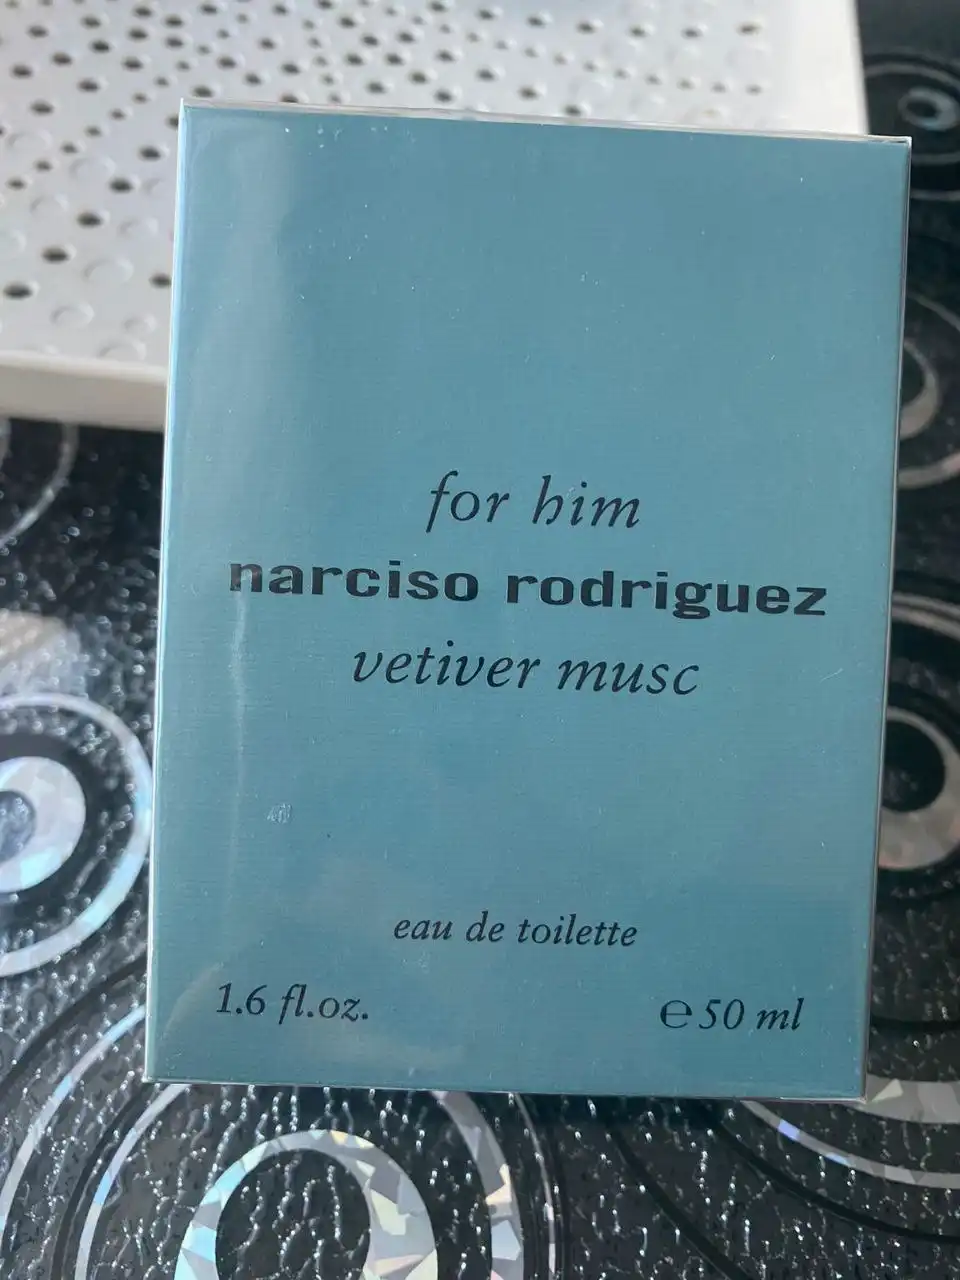 for him
narciso rodriguez
vetiver musc
eau de toilette
1.6 fl.oz.
℮50 ml